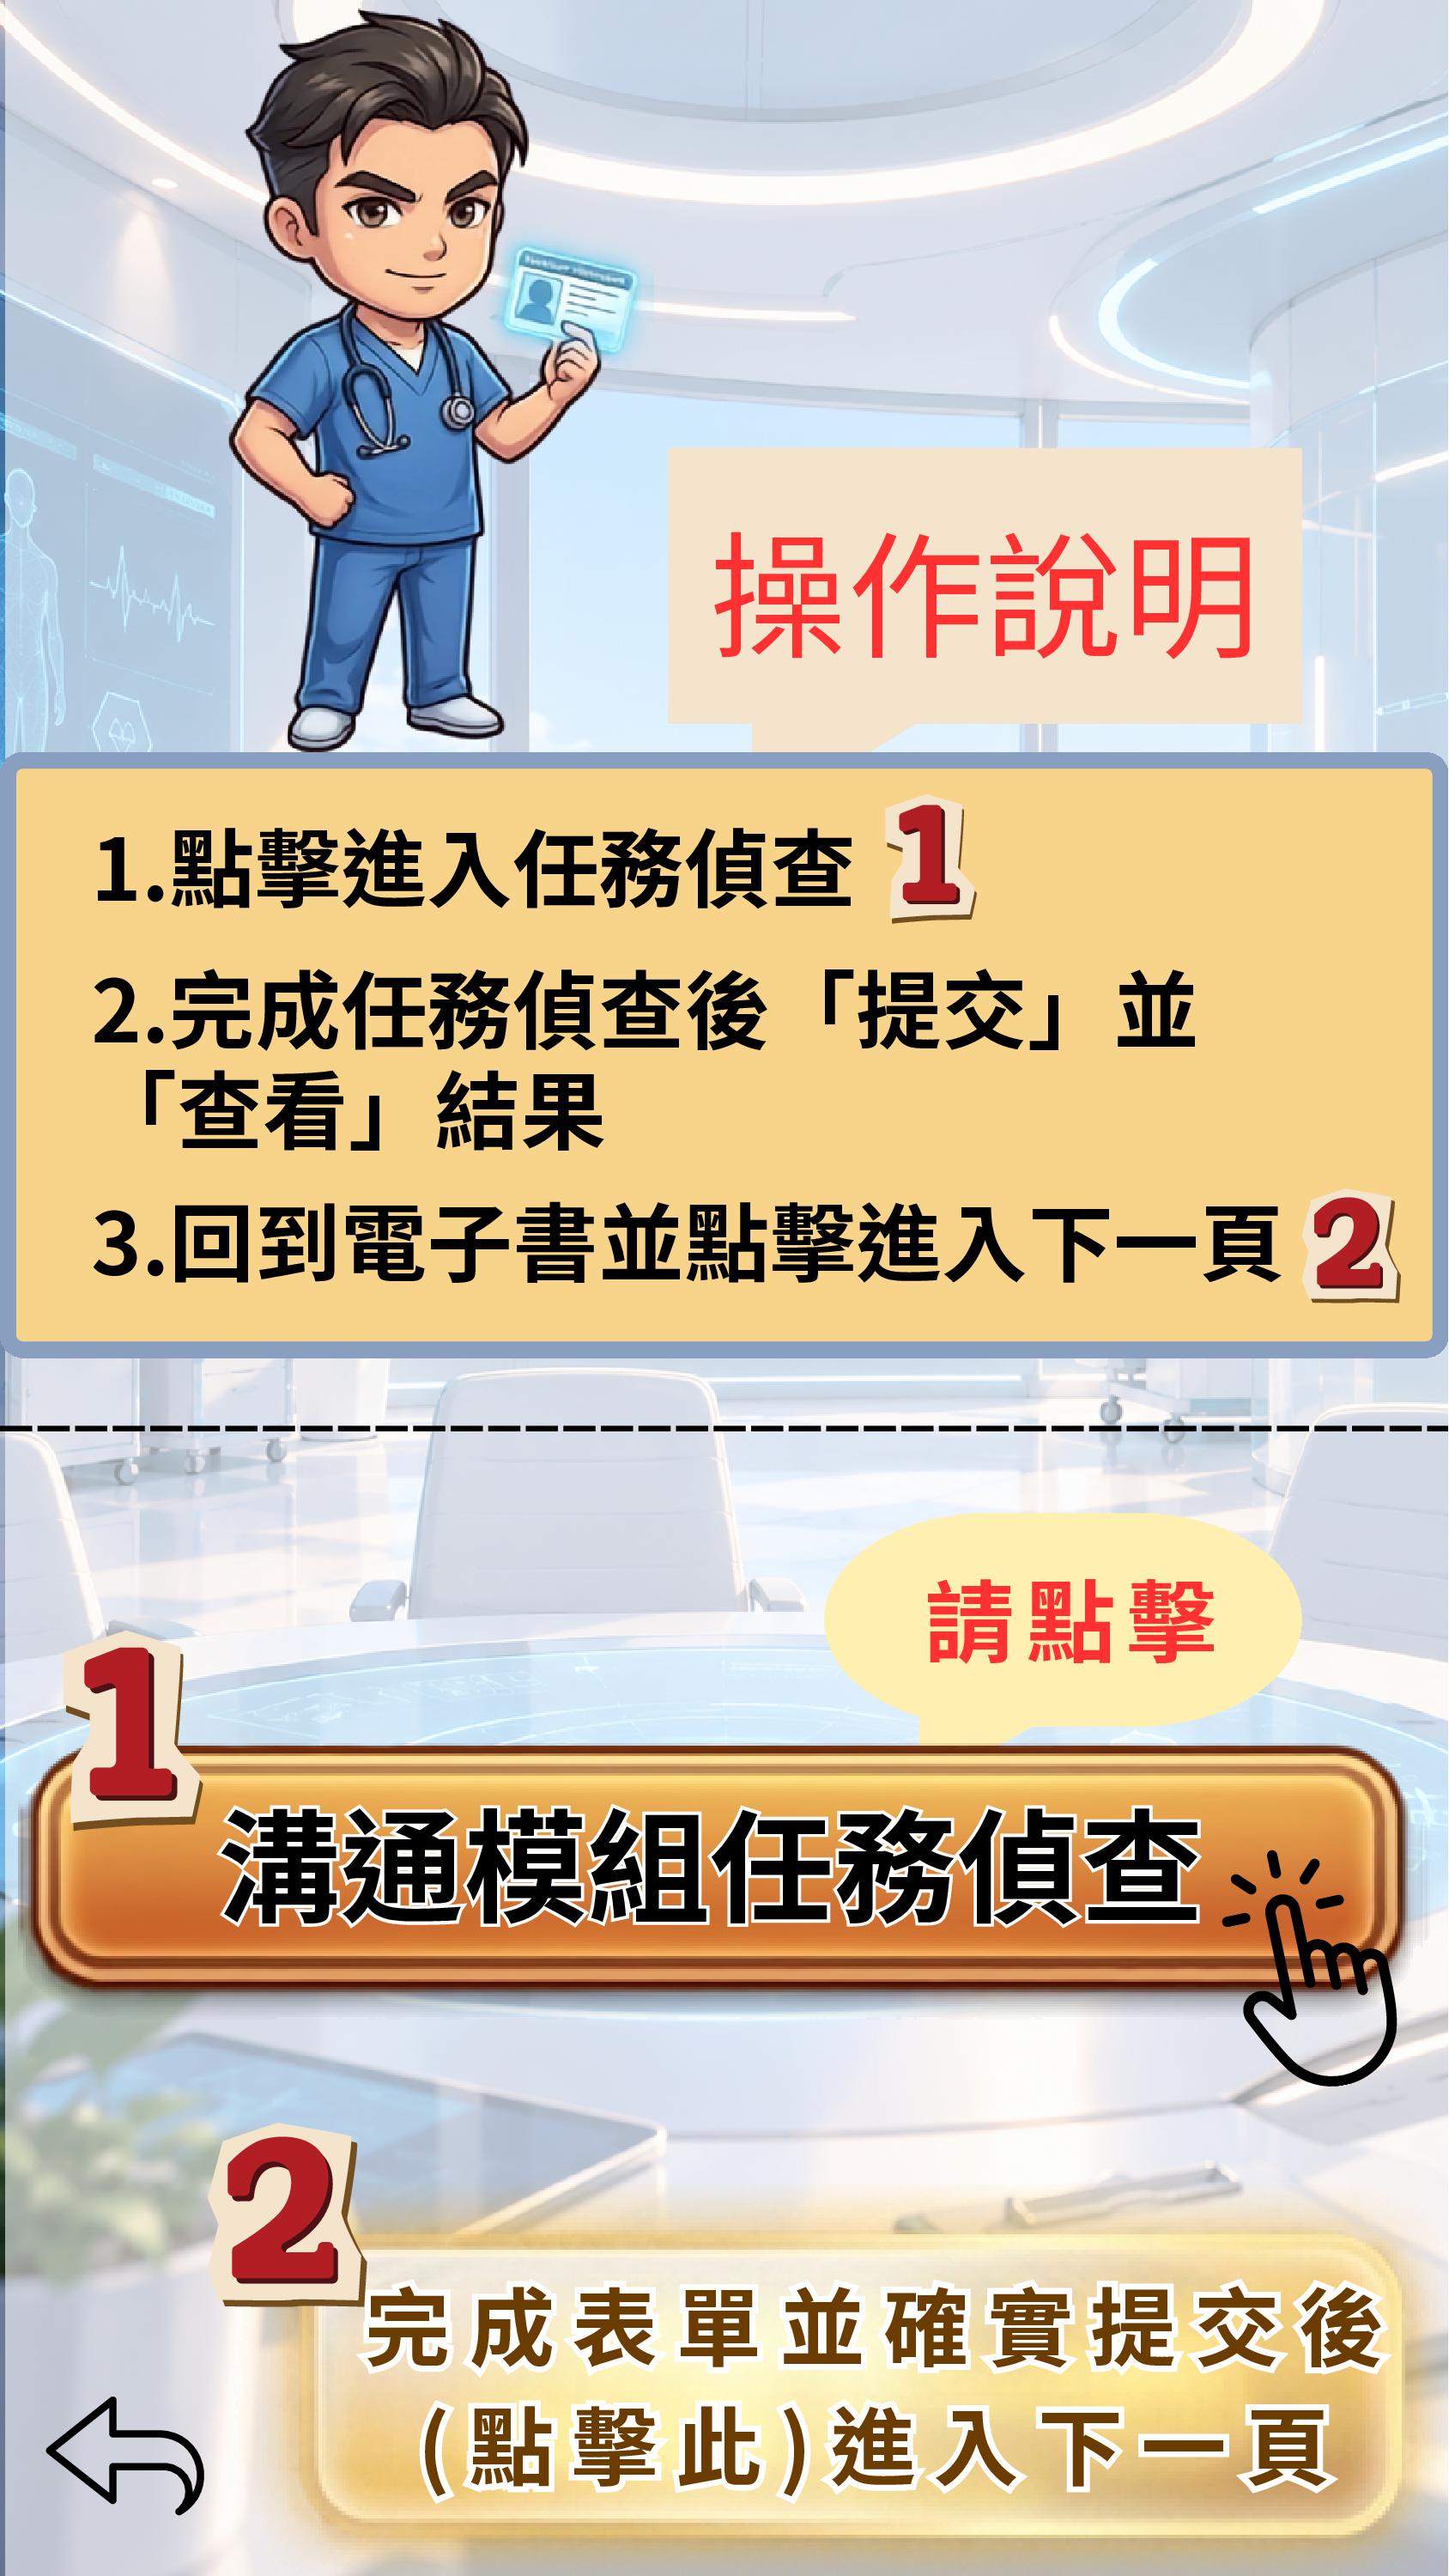 操作說明
1.點擊進入任務偵查 1
2.完成任務偵查後「提交」並
「查看」結果
3.回到電子書並點擊進入下一頁 2
請點擊
1
溝通模組任務偵查
2
完成表單並確實提交後
(點擊此)進入下一頁